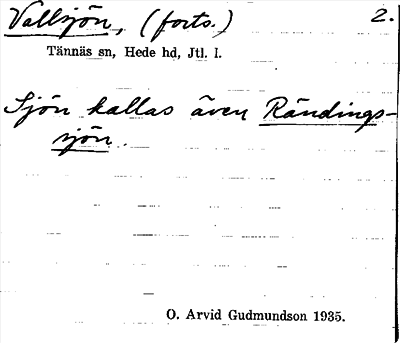 Vallsjön, (forts.) 2.
Tännäs sn, Hede hd, Jtl. I.
Sjön kallas även Rändings-
sjön.
O. Arvid Gudmundson 1935.